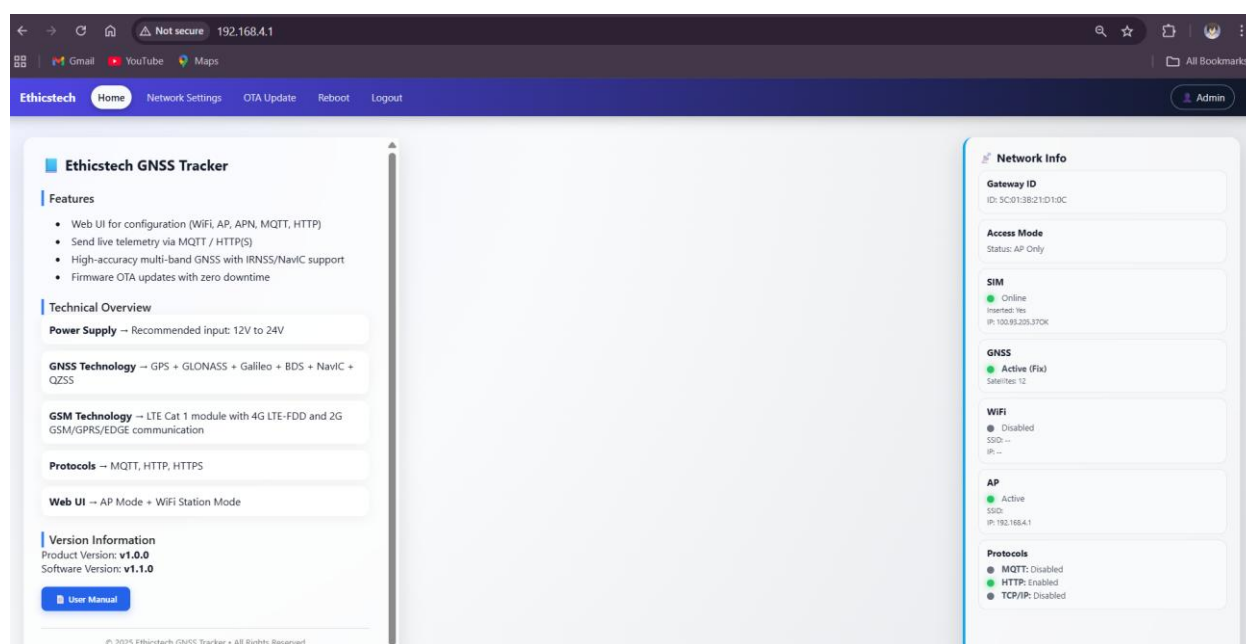 Not secure 192.168.4.1
Gmail YouTube Maps All Bookmarks
Ethicstech Home Network Settings OTA Update Reboot Logout Admin
Ethicstech GNSS Tracker
Features
• Web UI for configuration (WiFi, AP, APN, MQTT, HTTP)
• Send live telemetry via MQTT / HTTP(S)
• High-accuracy multi-band GNSS with IRNSS/NavIC support
• Firmware OTA updates with zero downtime
Technical Overview
Power Supply → Recommended input: 12V to 24V
GNSS Technology → GPS + GLONASS + Galileo + BDS + NavIC +
QZSS
GSM Technology → LTE Cat 1 module with 4G LTE-FDD and 2G
GSM/GPRS/EDGE communication
Protocols → MQTT, HTTP, HTTPS
Web UI → AP Mode + WiFi Station Mode
Version Information
Product Version: v1.0.0
Software Version: v1.1.0
User Manual
© 2025 Ethicstech GNSS Tracker • All Rights Reserved
Network Info
Gateway ID
ID: 5C:01:3B:21:D1:0C
Access Mode
Status: AP Only
SIM
Online
Inserted: Yes
IP: 100.93.205.37OK
GNSS
Active (Fix)
Satellites: 12
WiFi
Disabled
SSID: --
IP: --
AP
Active
SSID:
IP: 192.168.4.1
Protocols
MQTT: Disabled
HTTP: Enabled
TCP/IP: Disabled